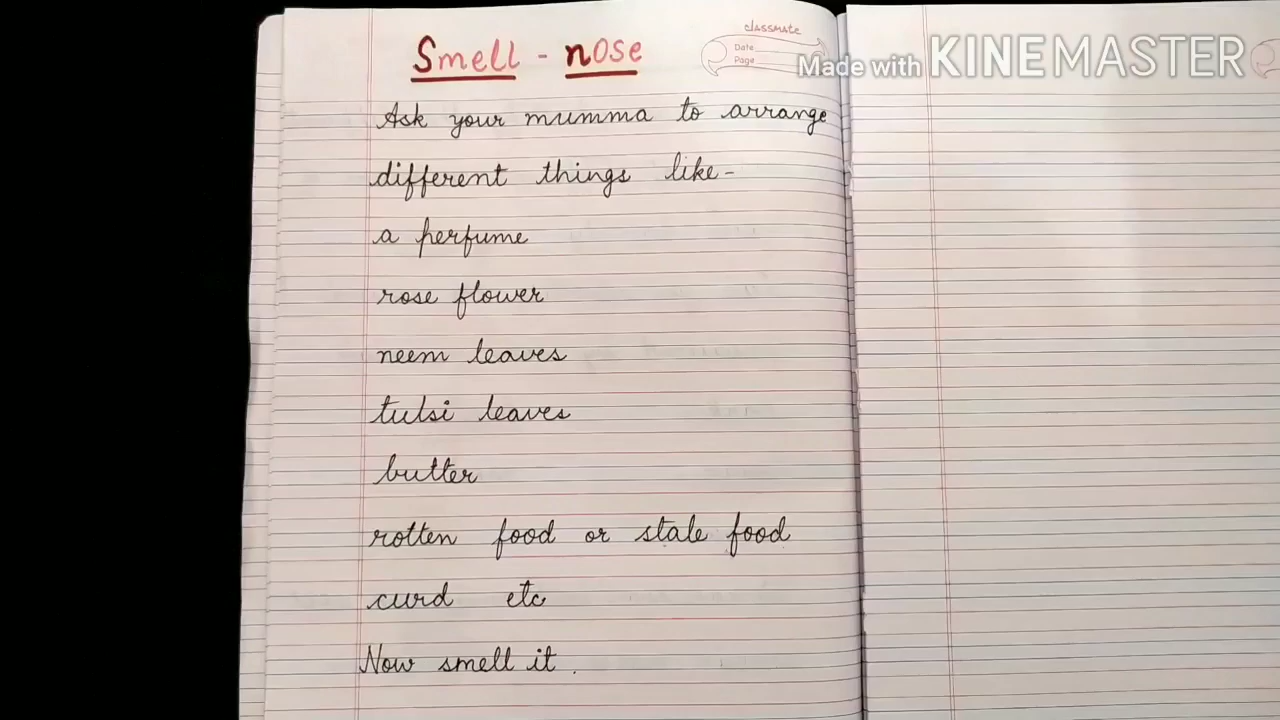 Smell - nose
classmate
Date
Page
Made with KINEMASTER
Ask your mumma to arrange
different things like-
a perfume
rose flower
neem leaves
tulsi leaves
butter
rotten food or stale food
curd etc
Now smell it.